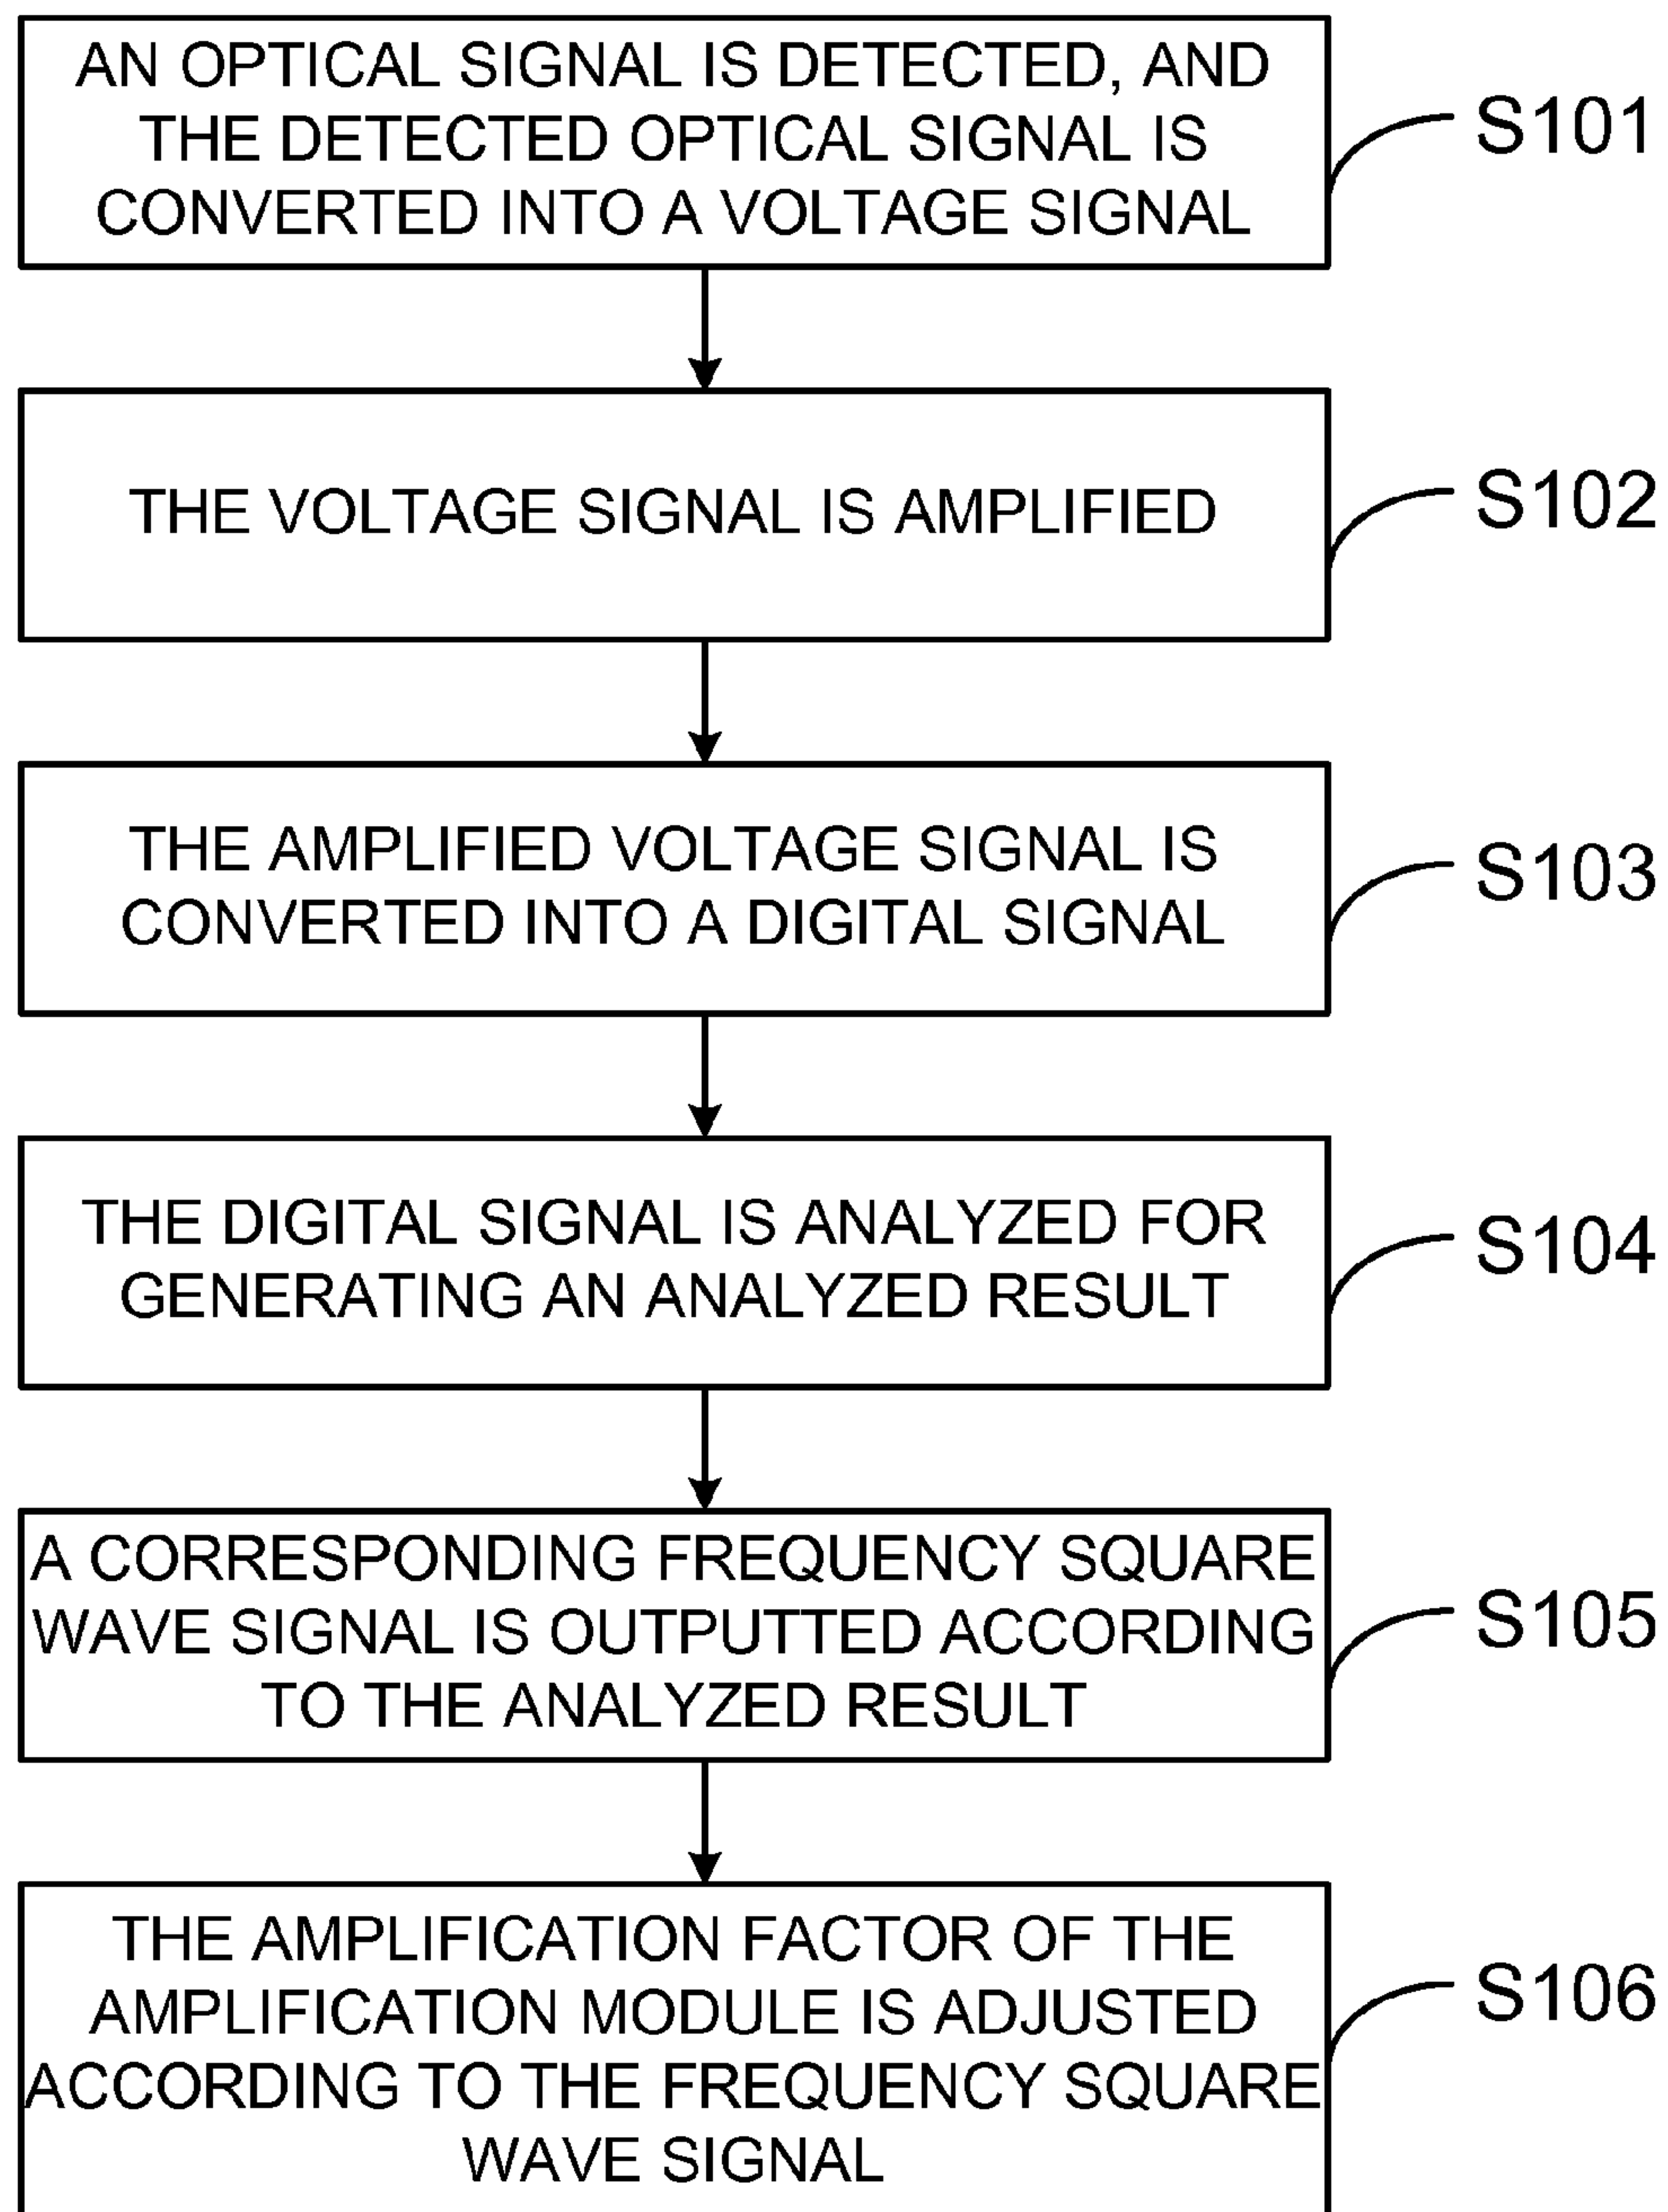 AN OPTICAL SIGNAL IS DETECTED, AND
THE DETECTED OPTICAL SIGNAL IS
CONVERTED INTO A VOLTAGE SIGNAL
S101
THE VOLTAGE SIGNAL IS AMPLIFIED
S102
THE AMPLIFIED VOLTAGE SIGNAL IS
CONVERTED INTO A DIGITAL SIGNAL
S103
THE DIGITAL SIGNAL IS ANALYZED FOR
GENERATING AN ANALYZED RESULT
S104
A CORRESPONDING FREQUENCY SQUARE
WAVE SIGNAL IS OUTPUTTED ACCORDING
TO THE ANALYZED RESULT
S105
THE AMPLIFICATION FACTOR OF THE
AMPLIFICATION MODULE IS ADJUSTED
ACCORDING TO THE FREQUENCY SQUARE
WAVE SIGNAL
S106